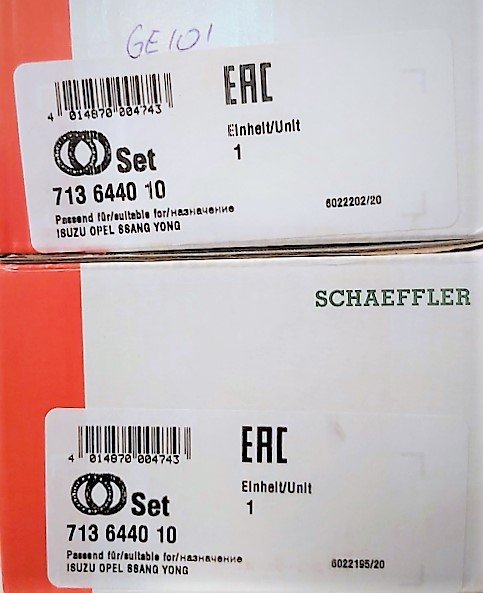 GE101
EAC
4 014870 004743
Einheit/Unit
Set
1
713 6440 10
Passend für/suitable for/назначение
6022202/20
ISUZU OPEL SSANG YONG
SCHAEFFLER
EAC
4 014870 004743
Einheit/Unit
Set
1
713 6440 10
Passend für/suitable for/назначение
6022195/20
ISUZU OPEL SSANG YONG